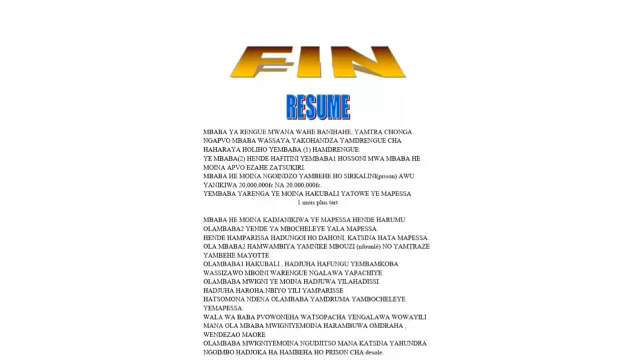 FIN
RESUME
MBABA YA RENGUE MWANA WAHE BANIHAHE, YAMTRA CHONGA
NGAPVO MBABA WASSAYA YAKOHANDZA YAMDRENGUE CHA
HAHARAYA HOLIHO YEMBABA (1) HAMDRENGUE.
YE MBABA(2) HENDE HAFITINI YEMBABA1 HOSSONI MWA MBABA HE
MOINA APVO EZAHE ZATSUKIRI.
MBABA HE MOINA NGOINDZO YAMBEHE HO SIRKALINI(prison) AWU
YANIKIWA 20,000,000fc NA 20,000,000fc.
YEMBABA YARENGA YE MOINA HAKUBALI YATOWE YE MAPESSA
1 mois plus tart
MBABA HE MOINA KADJANIKIWA YE MAPESSA HENDE HARUMU
OLAMBABA2 YENDE YA MBOCHELEYE YALA MAPESSA.
HENDE HAMPARISSA HADUNGOI HO DAHONI, KATSINA HATA MAPESSA.
OLA MBABA2 HAMWAMBIYA YAMNIKE MBOUZI (mfoumé) NO YAMTRAZE
YAMBEHE MAYOTTE
OLAMBABA1 HAKUBALI , HADJUHA HAFUNGU YEMBAMKOBA
WASSIZAWO MBOINI WARENGUE NGALAWA YAPACHIYE
OLAMBABA MWIGNI YE MOINA HADJUWA YILAHADISSI
HADJUHA HAROHA NBIYO YILI YAMPARISSE
HATSOMONA NDENA OLAMBABA YAMDRUMA YAMBOCHELEYE
YEMAPESSA
WALA WA BABA PVOWONEHA WATSOPACHA YENGALAWA WOWAYILI
MANA OLA MBABA MWIGNIYEMOINA HARAMBUWA OMDRAHA ,
WENDEZAO MAORE
OLAMBABA MWIGNIYEMOINA NGUDJITSO MANA KATSINA YAHUNDRA
NGOIMBO HADJOKA HA HAMBEHA HO PRISON CHA desole.